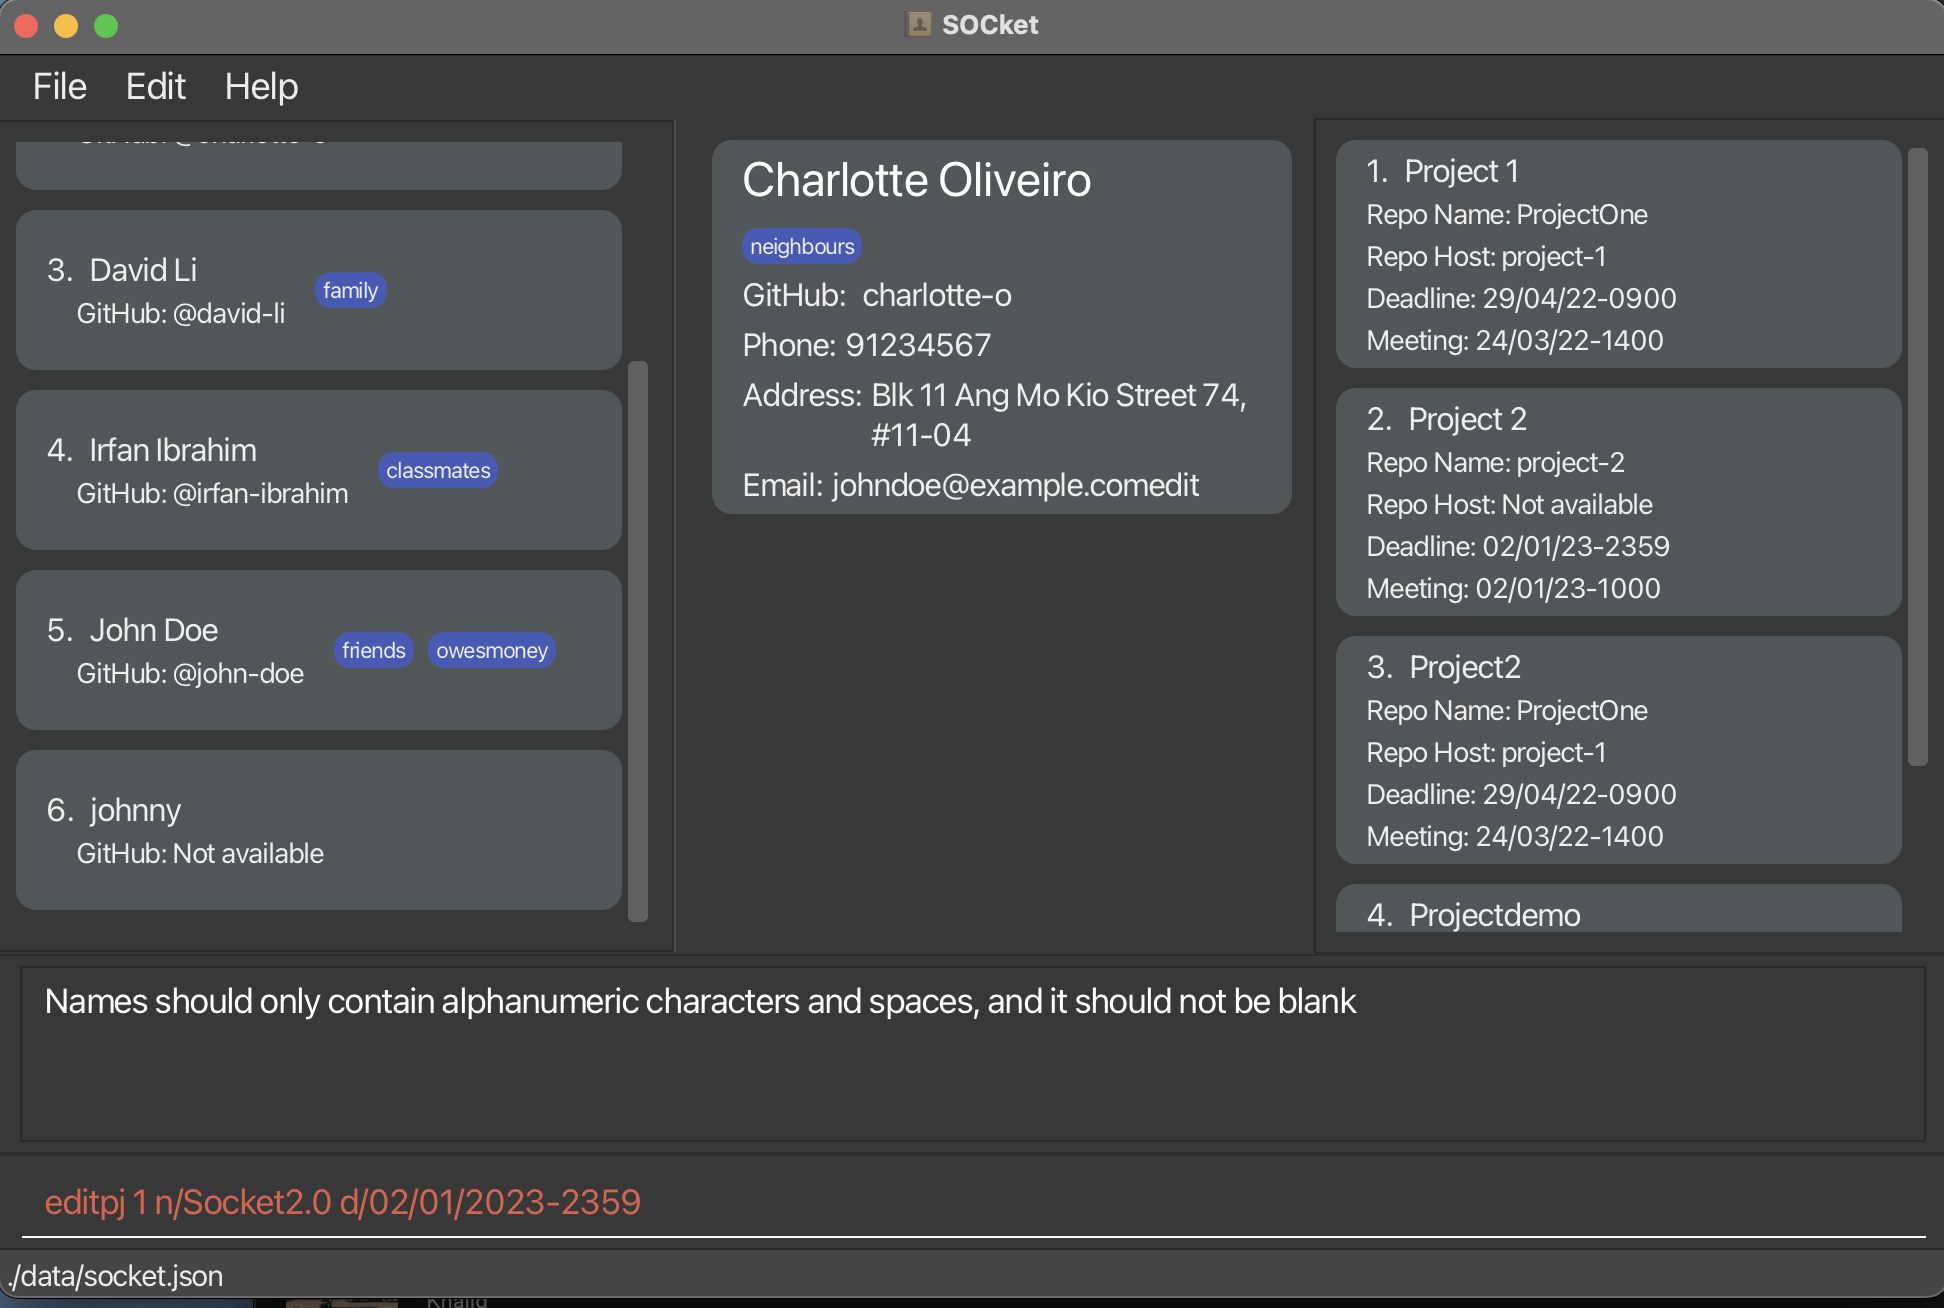 SOCket
File Edit Help
3. David Li
family
GitHub: @david-li
4. Irfan Ibrahim
classmates
GitHub: @irfan-ibrahim
5. John Doe
friends owesmoney
GitHub: @john-doe
6. johnny
GitHub: Not available
Charlotte Oliveiro
neighbours
GitHub: charlotte-o
Phone: 91234567
Address: Blk 11 Ang Mo Kio Street 74,
#11-04
Email: johndoe@example.comedit
1. Project 1
Repo Name: ProjectOne
Repo Host: project-1
Deadline: 29/04/22-0900
Meeting: 24/03/22-1400
2. Project 2
Repo Name: project-2
Repo Host: Not available
Deadline: 02/01/23-2359
Meeting: 02/01/23-1000
3. Project2
Repo Name: ProjectOne
Repo Host: project-1
Deadline: 29/04/22-0900
Meeting: 24/03/22-1400
4. Projectdemo
Names should only contain alphanumeric characters and spaces, and it should not be blank
editpj 1 n/Socket2.0 d/02/01/2023-2359
./data/socket.json